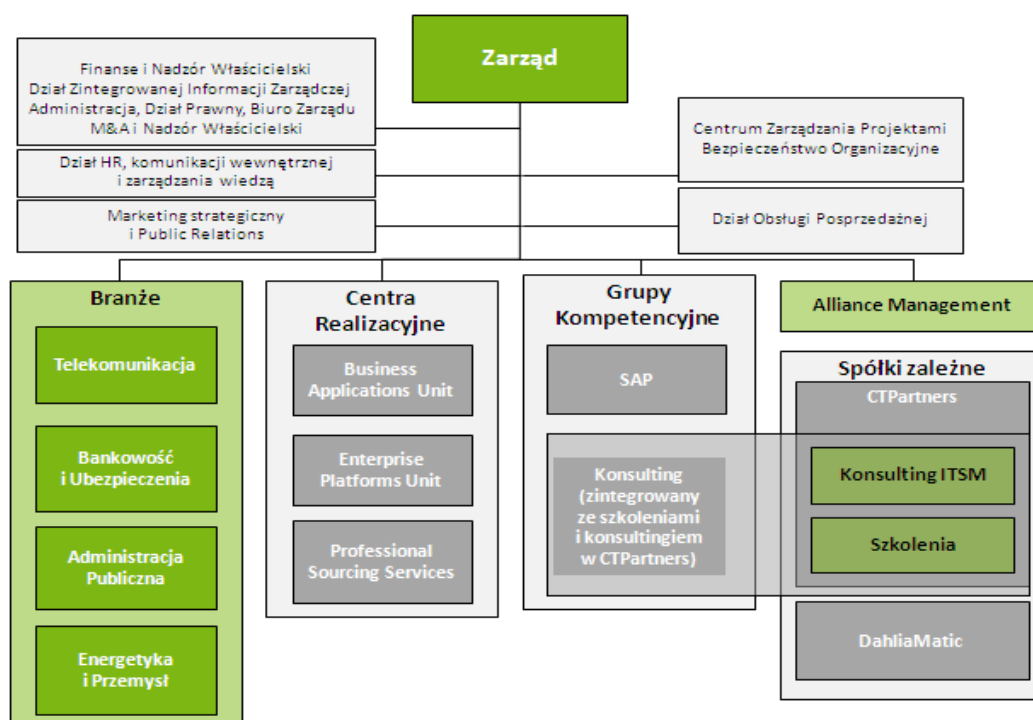 Zarząd
Finanse i Nadzór Właścicielski
Dział Zintegrowanej Informacji Zarządczej
Administracja, Dział Prawny, Biuro Zarządu
M&A i Nadzór Właścicielski
Dział HR, komunikacji wewnętrznej
i zarządzania wiedzą
Marketing strategiczny
i Public Relations
Centrum Zarządzania Projektami
Bezpieczeństwo Organizacyjne
Dział Obsługi Posprzedażnej
Branże
Telekomunikacja
Bankowość
i Ubezpieczenia
Administracja
Publiczna
Energetyka
i Przemysł
Centra
Realizacyjne
Business
Applications Unit
Enterprise
Platforms Unit
Professional
Sourcing Services
Grupy
Kompetencyjne
SAP
Konsulting
(zintegrowany
ze szkoleniami
i konsultingiem
w CTPartners)
Alliance Management
Spółki zależne
CTPartners
Konsulting ITSM
Szkolenia
DahliaMatic